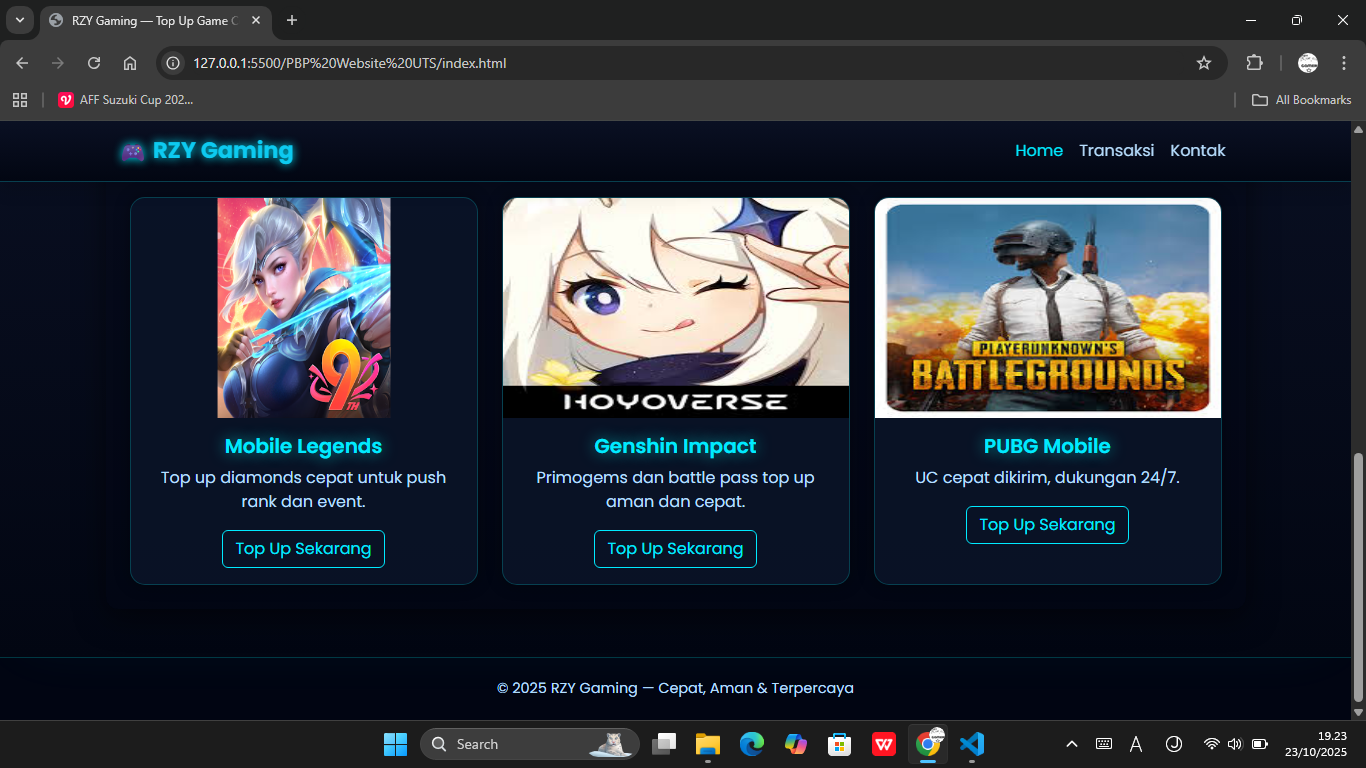 RZY Gaming — Top Up Game C
127.0.0.1:5500/PBP%20Website%20UTS/index.html
AFF Suzuki Cup 202...
All Bookmarks
RZY Gaming
Home
Transaksi
Kontak
9
TH
HOYOVERSE
PLAYERUNKNOWN'S
BATTLEGROUNDS
Mobile Legends
Top up diamonds cepat untuk push
rank dan event.
Top Up Sekarang
Genshin Impact
Primogems dan battle pass top up
aman dan cepat.
Top Up Sekarang
PUBG Mobile
UC cepat dikirim, dukungan 24/7.
Top Up Sekarang
© 2025 RZY Gaming — Cepat, Aman & Terpercaya
Search
19.23
23/10/2025